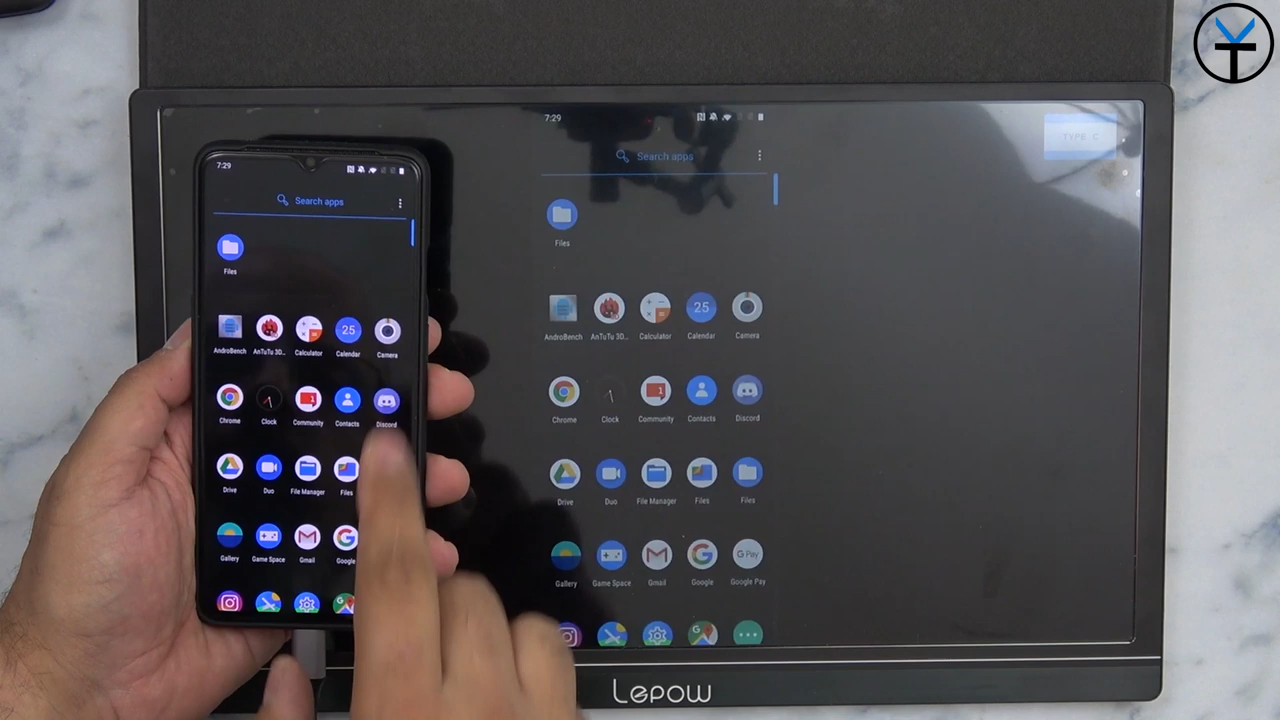 7:29
Search apps
Files
AndroBench AnTuTu 3D... Calculator Calendar Camera
25
Chrome Clock Community Contacts Discord
1
Drive Duo File Manager Files
Gallery Game Space Gmail Google
7:29
Search apps
TYPE C
Files
AndroBench AnTuTu 3D... Calculator Calendar Camera
25
Chrome Clock Community Contacts Discord
1
Drive Duo File Manager Files Files
Gallery Game Space Gmail Google Google Pay
G Pay
Lepow